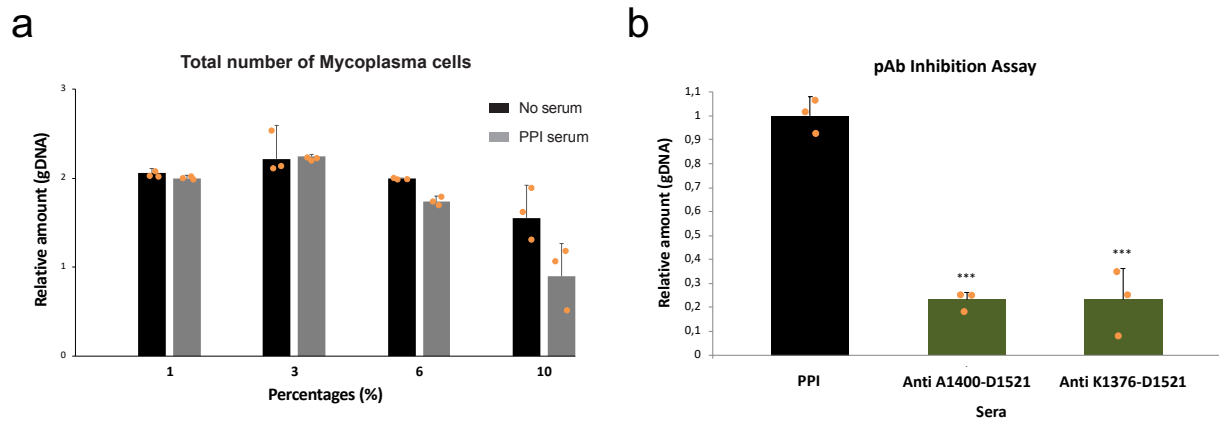 a
Total number of Mycoplasma cells
3
2
1
0
Relative amount (gDNA)
No serum
PPI serum
1
3
6
10
Percentages (%)
b
pAb Inhibition Assay
1,1
1
0,9
0,8
0,7
0,6
0,5
0,4
0,3
0,2
0,1
0
Relative amount (gDNA)
***
***
PPI
Anti A1400-D1521
Anti K1376-D1521
Sera